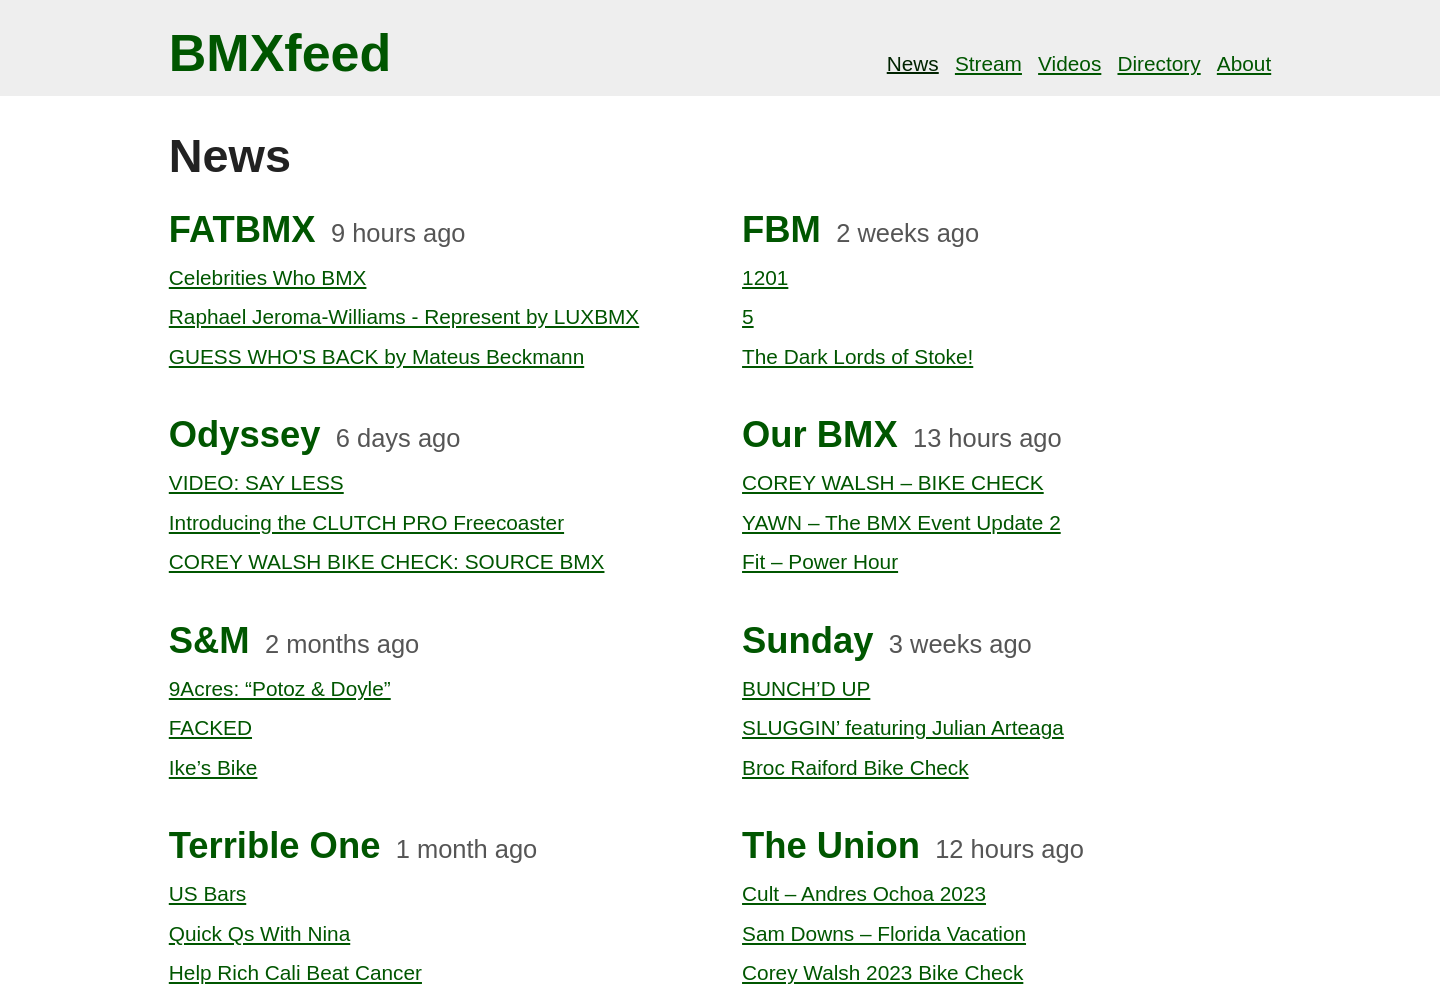 BMXfeed
News Stream Videos Directory About
News
FATBMX 9 hours ago
Celebrities Who BMX
Raphael Jeroma-Williams - Represent by LUXBMX
GUESS WHO'S BACK by Mateus Beckmann
FBM 2 weeks ago
1201
5
The Dark Lords of Stoke!
Odyssey 6 days ago
VIDEO: SAY LESS
Introducing the CLUTCH PRO Freecoaster
COREY WALSH BIKE CHECK: SOURCE BMX
Our BMX 13 hours ago
COREY WALSH – BIKE CHECK
YAWN – The BMX Event Update 2
Fit – Power Hour
S&M 2 months ago
9Acres: “Potoz & Doyle”
FACKED
Ike’s Bike
Sunday 3 weeks ago
BUNCH’D UP
SLUGGIN’ featuring Julian Arteaga
Broc Raiford Bike Check
Terrible One 1 month ago
US Bars
Quick Qs With Nina
Help Rich Cali Beat Cancer
The Union 12 hours ago
Cult – Andres Ochoa 2023
Sam Downs – Florida Vacation
Corey Walsh 2023 Bike Check